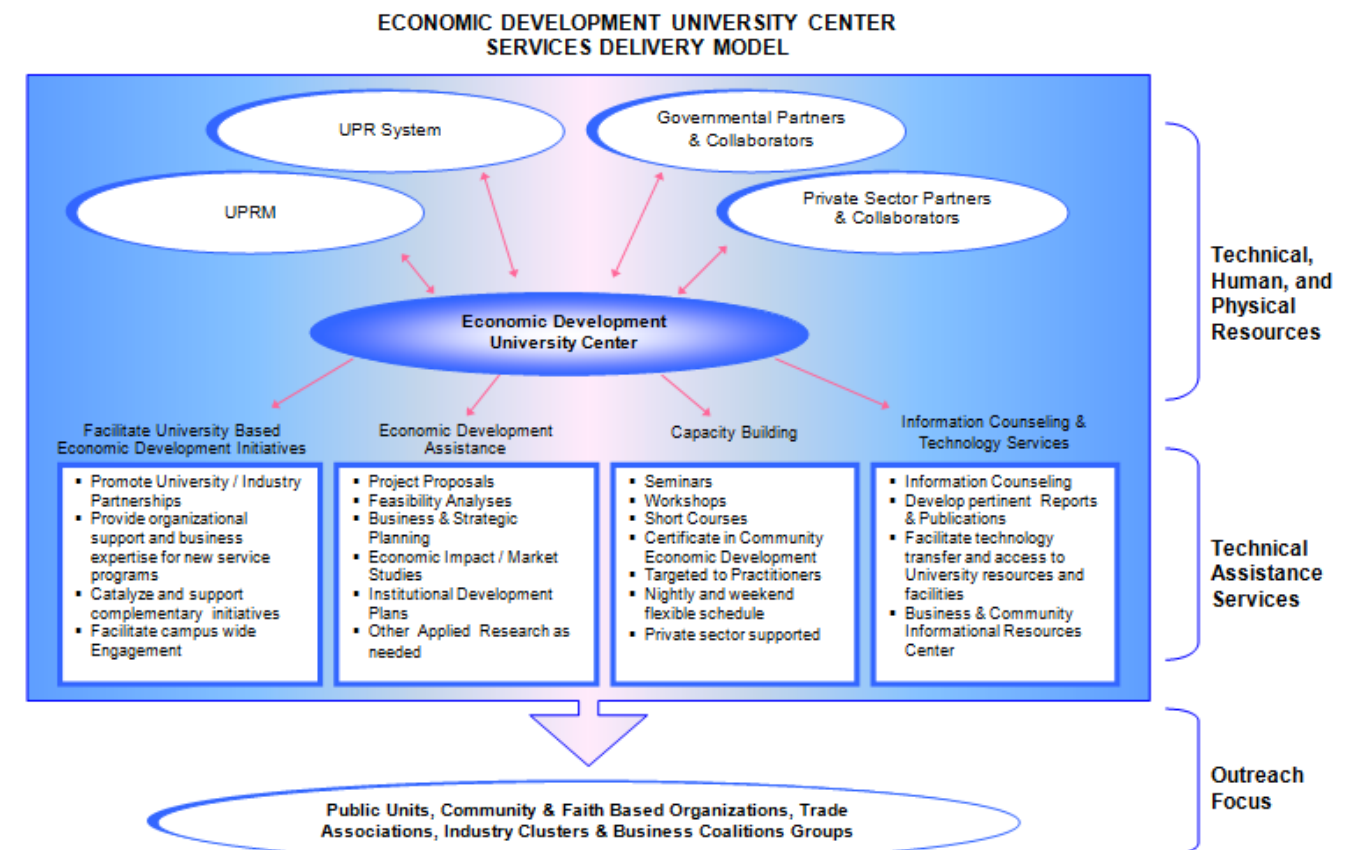 ECONOMIC DEVELOPMENT UNIVERSITY CENTER
SERVICES DELIVERY MODEL
UPR System
Governmental Partners
& Collaborators
UPRM
Private Sector Partners
& Collaborators
Technical,
Human, and
Physical
Resources
Economic Development
University Center
Facilitate University Based
Economic Development Initiatives
Economic Development
Assistance
Capacity Building
Information Counseling &
Technology Services
▪ Promote University / Industry
Partnerships
▪ Provide organizational
support and business
expertise for new service
programs
▪ Catalyze and support
complementary initiatives
▪ Facilitate campus wide
Engagement
▪ Project Proposals
▪ Feasibility Analyses
▪ Business & Strategic
Planning
▪ Economic Impact / Market
Studies
▪ Institutional Development
Plans
▪ Other Applied Research as
needed
▪ Seminars
▪ Workshops
▪ Short Courses
▪ Certificate in Community
Economic Development
▪ Targeted to Practitioners
▪ Nightly and weekend
flexible schedule
▪ Private sector supported
▪ Information Counseling
▪ Develop pertinent Reports
& Publications
▪ Facilitate technology
transfer and access to
University resources and
facilities
▪ Business & Community
Informational Resources
Center
Technical
Assistance
Services
Public Units, Community & Faith Based Organizations, Trade
Associations, Industry Clusters & Business Coalitions Groups
Outreach
Focus